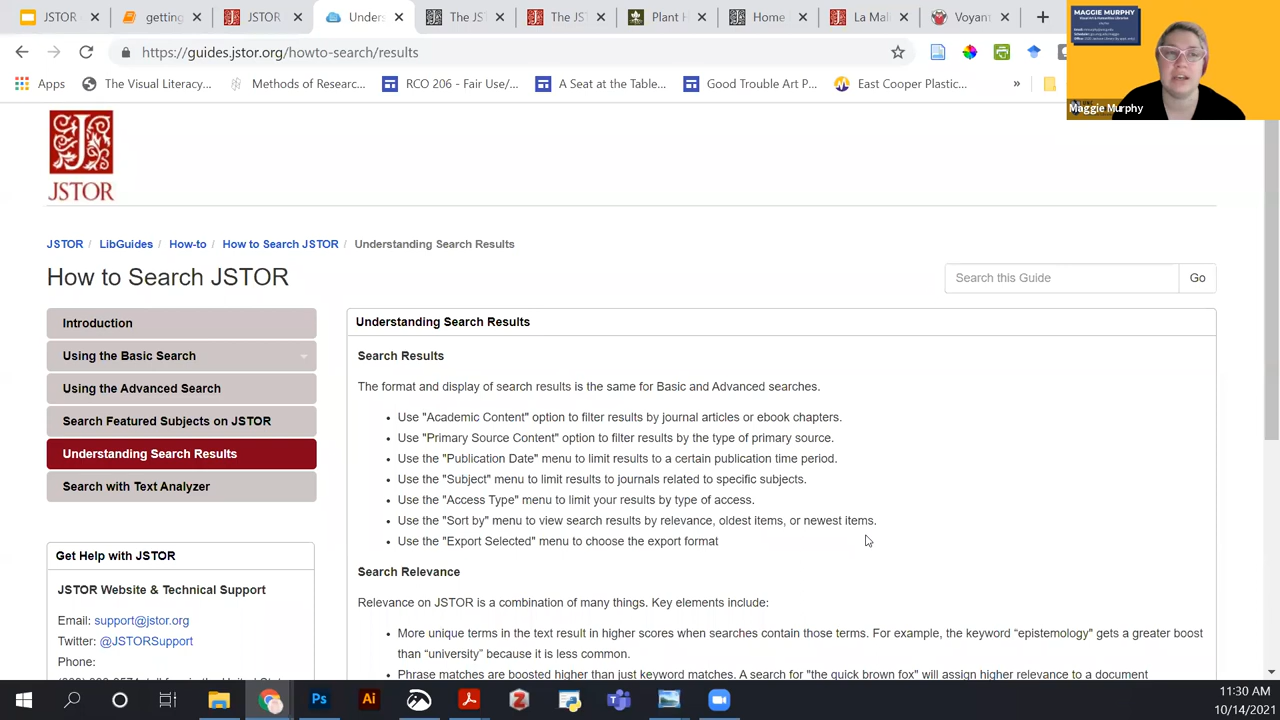 JSTOR
getting
JSTOR
Under
Plants
Home
La Mal
Voyant
https://gui
Apps
The Visual Literacy...
Methods of Resear...
RCO 206
Fair Use/...
A Seat at the Table...
Good Trouble Art P...
East Cooper Plastic...
»
MAGGIE MURPHY
Visual Art & Humanities Librarian
Maggie Murphy
JSTOR
JSTOR / LibGuides / How-to / How to Search JSTOR / Understanding Search Results
How to Search JSTOR
Search this Guide
Go
Introduction
Using the Basic Search
Using the Advanced Search
Search Featured Subjects on JSTOR
Understanding Search Results
Search with Text Analyzer
Get Help with JSTOR
JSTOR Website & Technical Support
Email: support@jstor.org
Twitter: @JSTORSupport
Phone:
Understanding Search Results
Search Results
The format and display of search results is the same for Basic and Advanced searches.
• Use "Academic Content" option to filter results by journal articles or ebook chapters.
• Use "Primary Source Content" option to filter results by the type of primary source.
• Use the "Publication Date" menu to limit results to a certain publication time period.
• Use the "Subject" menu to limit results to journals related to specific subjects.
• Use the "Access Type" menu to limit your results by type of access.
• Use the "Sort by" menu to view search results by relevance, oldest items, or newest items.
• Use the "Export Selected" menu to choose the export format
Search Relevance
Relevance on JSTOR is a combination of many things. Key elements include:
• More unique terms in the text result in higher scores when searches contain those terms. For example, the keyword “epistemology” gets a greater boost
than “university” because it is less common.
• Phrase matches are boosted higher than just keyword matches. A search for "the quick brown fox" will assign higher relevance to a document
Ps
Ai
11:30 AM
10/14/2021